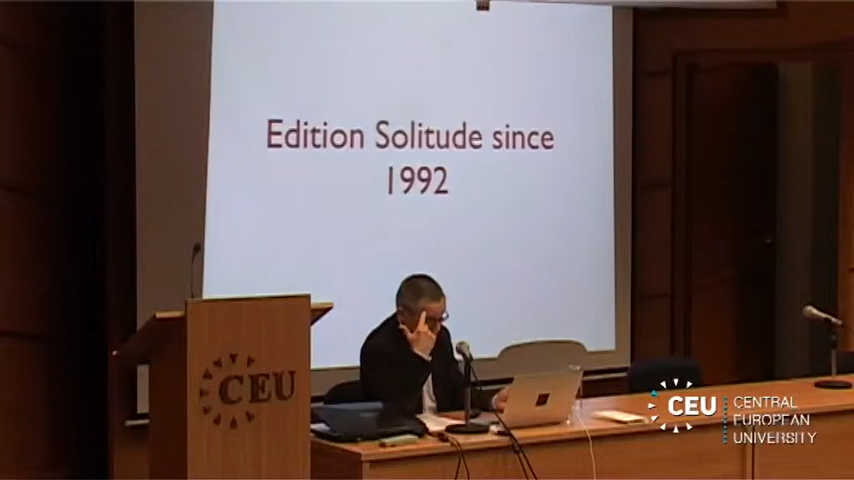 Edition Solitude since
1992
CEU
CEU
CENTRAL
EUROPEAN
UNIVERSITY